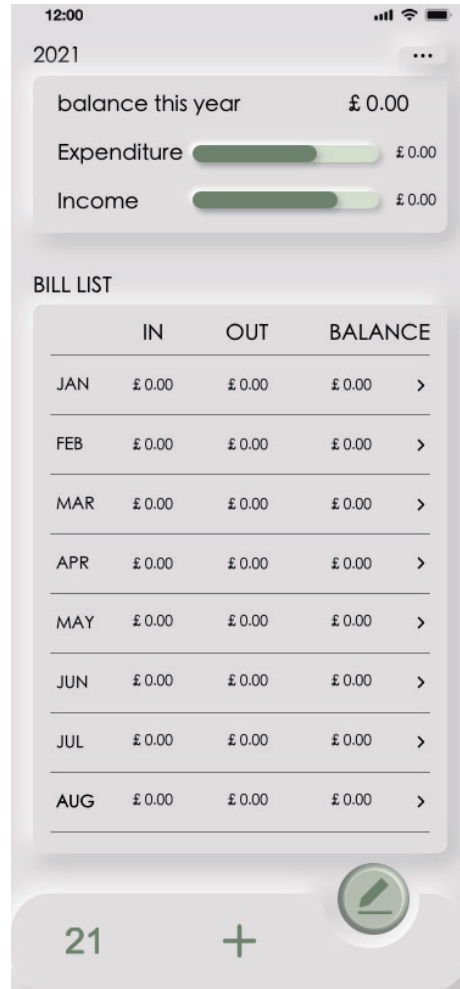 12:00
2021
...
balance this year £ 0.00
Expenditure £ 0.00
Income £ 0.00
BILL LIST
IN OUT BALANCE
JAN £ 0.00 £ 0.00 £ 0.00 >
FEB £ 0.00 £ 0.00 £ 0.00 >
MAR £ 0.00 £ 0.00 £ 0.00 >
APR £ 0.00 £ 0.00 £ 0.00 >
MAY £ 0.00 £ 0.00 £ 0.00 >
JUN £ 0.00 £ 0.00 £ 0.00 >
JUL £ 0.00 £ 0.00 £ 0.00 >
AUG £ 0.00 £ 0.00 £ 0.00 >
21 +